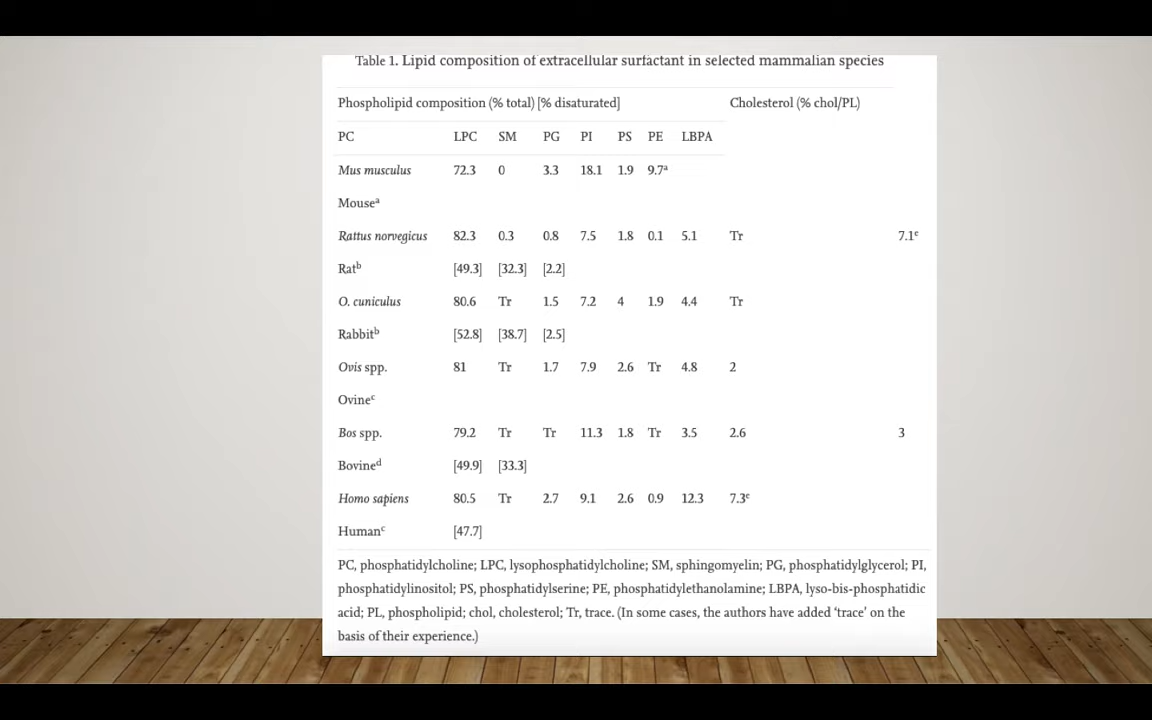 Table 1. Lipid composition of extracellular surfactant in selected mammalian species
Phospholipid composition (% total) [% disaturated] Cholesterol (% chol/PL)
PC LPC SM PG PI PS PE LBPA
Mus musculus 72.3 0 3.3 18.1 1.9 9.7ᵃ
Mouseᵃ
Rattus norvegicus 82.3 0.3 0.8 7.5 1.8 0.1 5.1 Tr 7.1ᵉ
Ratᵇ [49.3] [32.3] [2.2]
O. cuniculus 80.6 Tr 1.5 7.2 4 1.9 4.4 Tr
Rabbitᵇ [52.8] [38.7] [2.5]
Ovis spp. 81 Tr 1.7 7.9 2.6 Tr 4.8 2
Ovineᶜ
Bos spp. 79.2 Tr Tr 11.3 1.8 Tr 3.5 2.6 3
Bovineᵈ [49.9] [33.3]
Homo sapiens 80.5 Tr 2.7 9.1 2.6 0.9 12.3 7.3ᵉ
Humanᶜ [47.7]
PC, phosphatidylcholine; LPC, lysophosphatidylcholine; SM, sphingomyelin; PG, phosphatidylglycerol; PI,
phosphatidylinositol; PS, phosphatidylserine; PE, phosphatidylethanolamine; LBPA, lyso-bis-phosphatidic
acid; PL, phospholipid; chol, cholesterol; Tr, trace. (In some cases, the authors have added ‘trace’ on the
basis of their experience.)